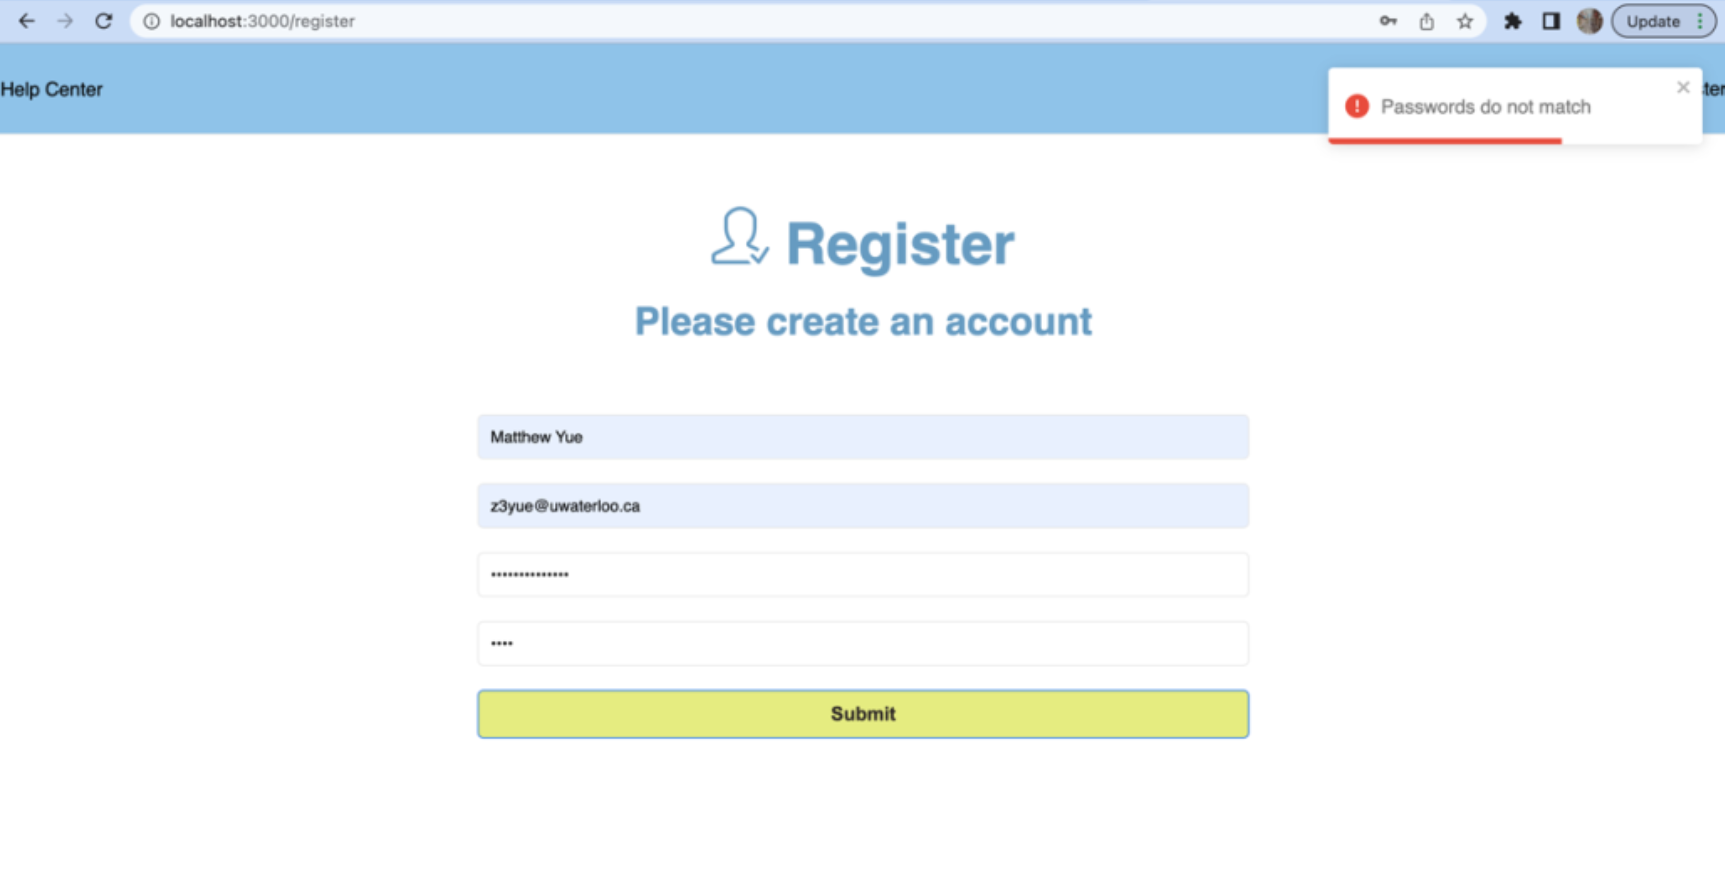 localhost:3000/register
Update
Help Center
Passwords do not match
Register
Please create an account
Matthew Yue
z3yue@uwaterloo.ca
Submit